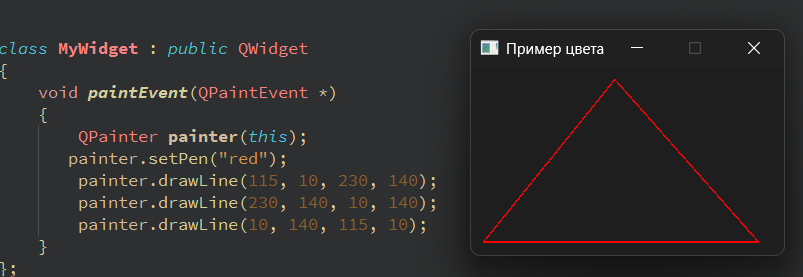 class MyWidget : public QWidget
{
    void paintEvent(QPaintEvent *)
    {
        QPainter painter(this);
       painter.setPen("red");
        painter.drawLine(115, 10, 230, 140);
        painter.drawLine(230, 140, 10, 140);
        painter.drawLine(10, 140, 115, 10);
    }
};
Пример цвета